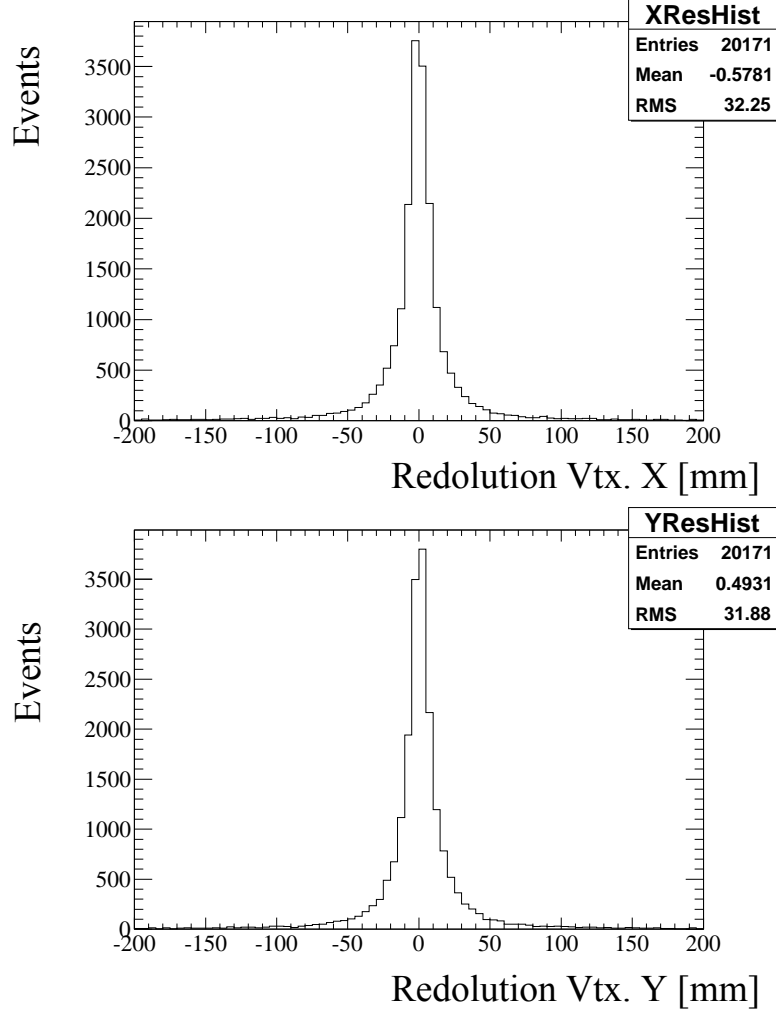 XResHist
Entries 20171
Mean -0.5781
RMS 32.25
Events
3500
3000
2500
2000
1500
1000
500
0
-200 -150 -100 -50 0 50 100 150 200
Redolution Vtx. X [mm]
YResHist
Entries 20171
Mean 0.4931
RMS 31.88
Events
3500
3000
2500
2000
1500
1000
500
0
-200 -150 -100 -50 0 50 100 150 200
Redolution Vtx. Y [mm]